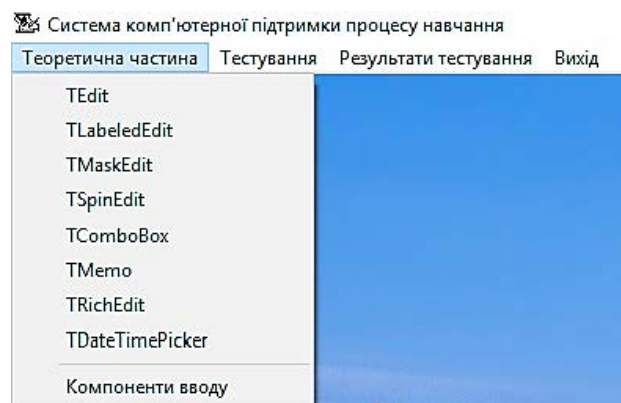 Система комп'ютерної підтримки процесу навчання
Теоретична частина Тестування Результати тестування Вихід
TEdit
TLabeledEdit
TMaskEdit
TSpinEdit
TComboBox
TMemo
TRichEdit
TDateTimePicker
Компоненти вводу